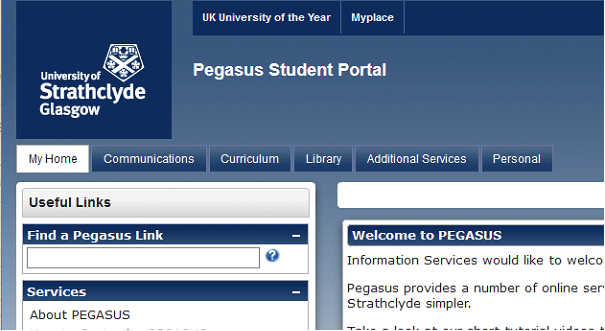 UK University of the Year
Myplace
University of
Strathclyde
Glasgow
Pegasus Student Portal
My Home
Communications
Curriculum
Library
Additional Services
Personal
Useful Links
Find a Pegasus Link
Services
About PEGASUS
Welcome to PEGASUS
Information Services would like to
Pegasus provides a number of online
Strathclyde simpler.
Take a look at our short tutorial videos